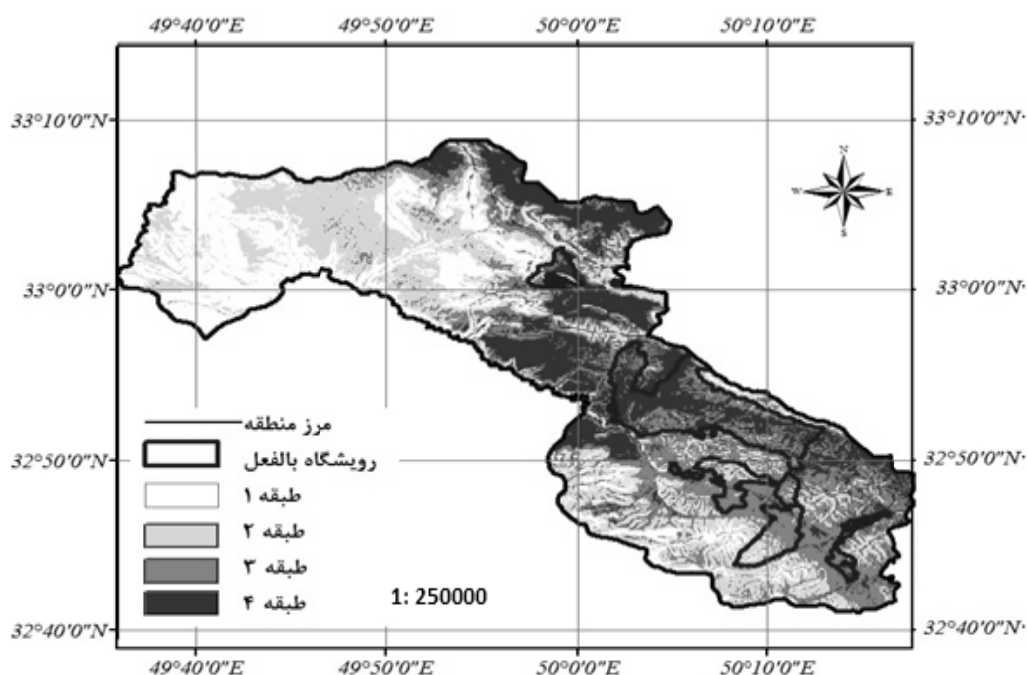 49°40'0"E 49°50'0"E 50°00'0"E 50°10'0"E
33°10'0"N 33°10'0"N
N
W E
S
33°0'0"N 33°0'0"N
مرز منطقه
رویشگاه بالفعل
32°50'0"N 32°50'0"N
طبقه ۱
طبقه ۲
طبقه ۳
طبقه ۴
1: 250000
32°40'0"N 32°40'0"N
49°40'0"E 49°50'0"E 50°00'0"E 50°10'0"E